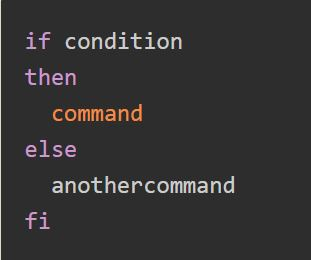 if condition
then
  command
else
  anothercommand
fi